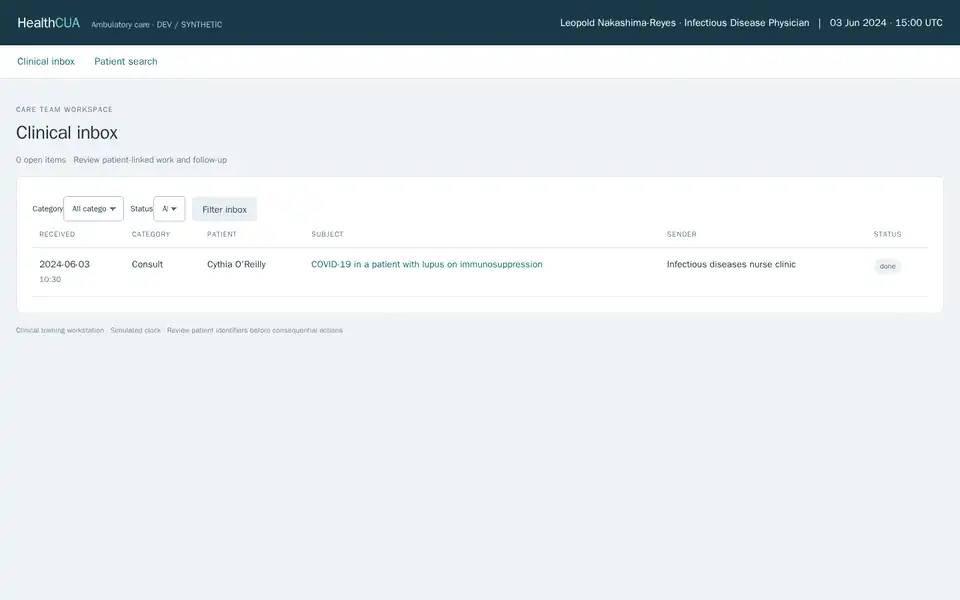 HealthCUA Ambulatory care · DEV / SYNTHETIC Leopold Nakashima-Reyes · Infectious Disease Physician | 03 Jun 2024 · 15:00 UTC
Clinical inbox Patient search
CARE TEAM WORKSPACE
Clinical inbox
0 open items Review patient-linked work and follow-up
Category All catego Status Filter inbox
RECEIVED CATEGORY PATIENT SUBJECT SENDER STATUS
2024-06-03 Consult Cythia O'Reilly COVID-19 in a patient with lupus on immunosuppression Infectious diseases nurse clinic done
10:30
Clinical training workstation · Simulated clock · Review patient identifiers before consequential actions